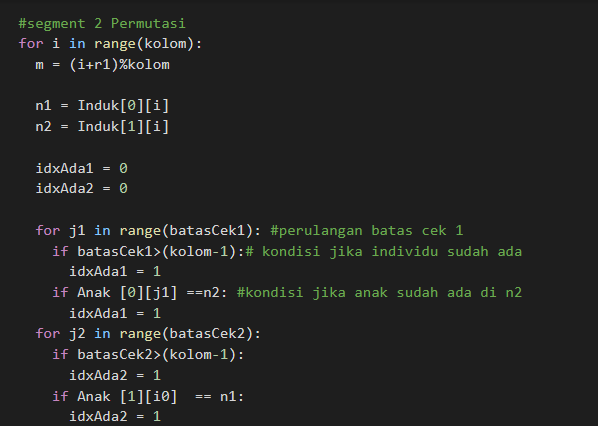 #segment 2 Permutasi
for i in range(kolom):
  m = (i+r1)%kolom

  n1 = Induk[0][i]
  n2 = Induk[1][i]

  idxAda1 = 0
  idxAda2 = 0

  for j1 in range(batasCek1): #perulangan batas cek 1
    if batasCek1>(kolom-1):# kondisi jika individu sudah ada
      idxAda1 = 1
    if Anak [0][j1] ==n2: #kondisi jika anak sudah ada di n2
      idxAda1 = 1
  for j2 in range(batasCek2):
    if batasCek2>(kolom-1):
      idxAda2 = 1
    if Anak [1][i0]  == n1:
      idxAda2 = 1